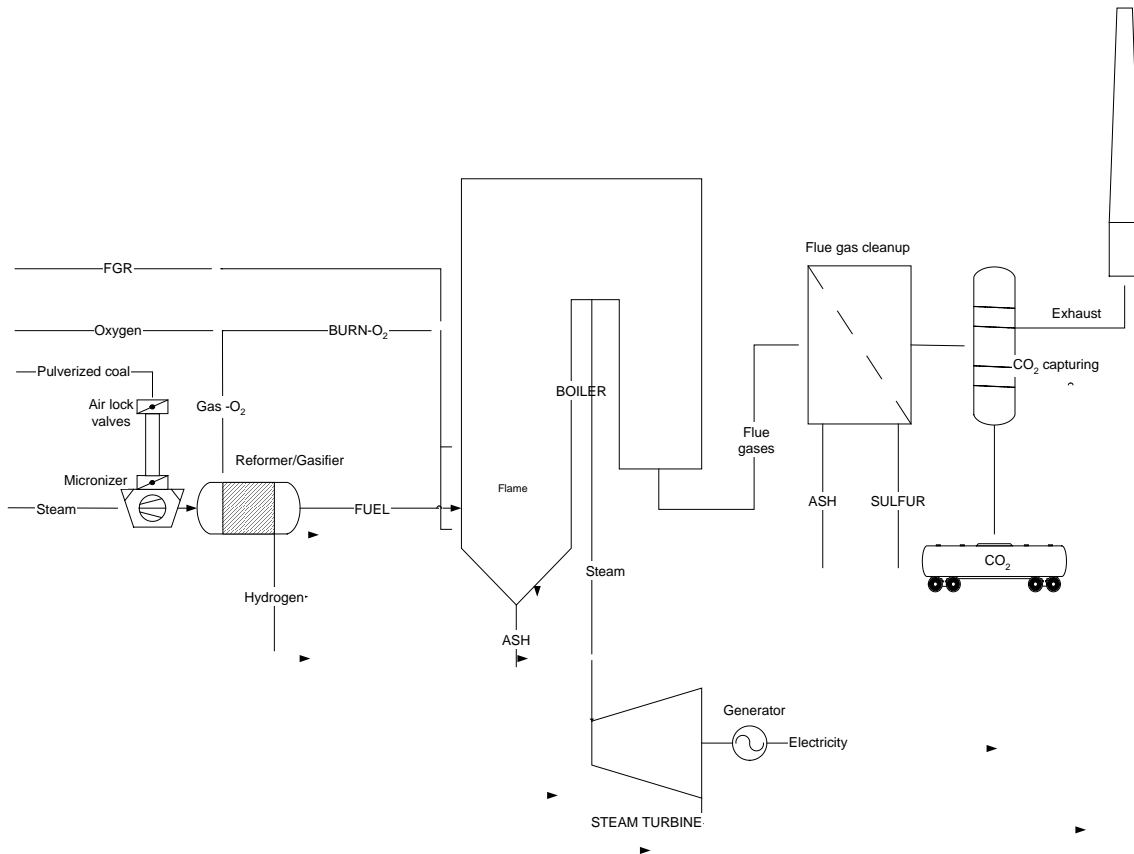 Flue gas cleanup
FGR
Exhaust
Oxygen
BURN-O₂
CO₂ capturing
Pulverized coal
BOILER
Air lock
valves
Gas -O₂
Flue
gases
Reformer/Gasifier
Micronizer
Flame
Steam
FUEL
ASH
SULFUR
CO₂
Steam
Hydrogen
ASH
Generator
Electricity
STEAM TURBINE